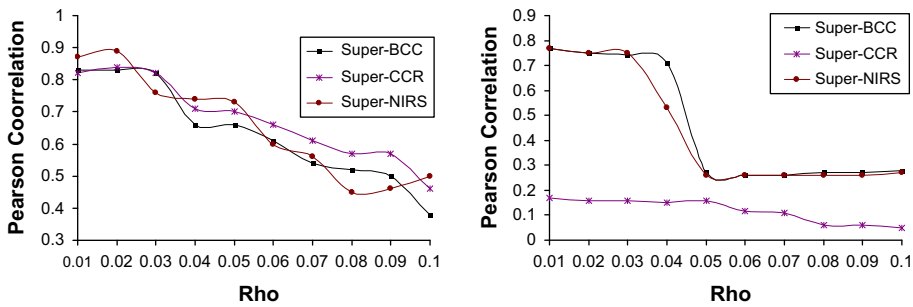 Pearson Coorrelation
1
0.9
0.8
0.7
0.6
0.5
0.4
0.3
0.01 0.02 0.03 0.04 0.05 0.06 0.07 0.08 0.09 0.1
Rho
Super-BCC
Super-CCR
Super-NIRS
Pearson Correlation
0.9
0.8
0.7
0.6
0.5
0.4
0.3
0.2
0.1
0
0.01 0.02 0.03 0.04 0.05 0.06 0.07 0.08 0.09 0.1
Rho
Super-BCC
Super-CCR
Super-NIRS